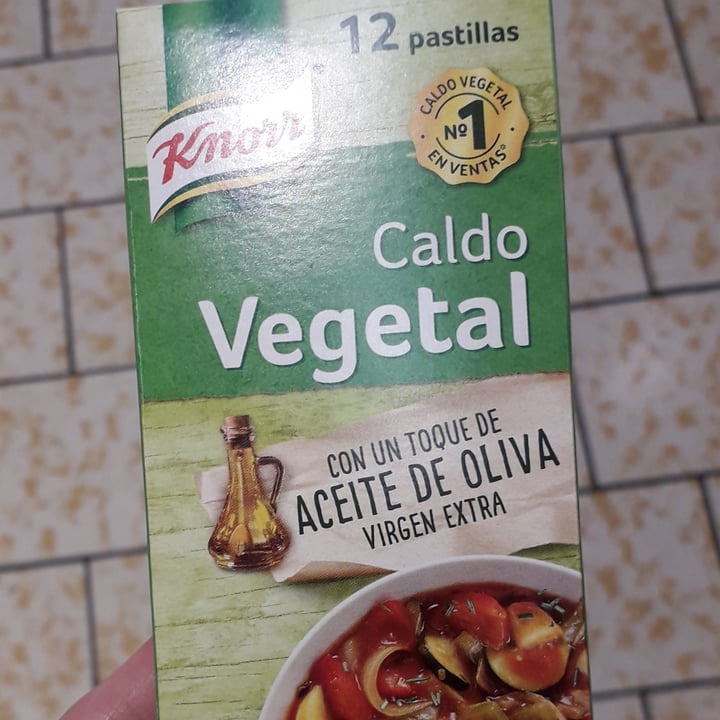 12 pastillas
Knorr
CALDO VEGETAL
Nº1
EN VENTAS
Caldo
Vegetal
CON UN TOQUE DE
ACEITE DE OLIVA
VIRGEN EXTRA